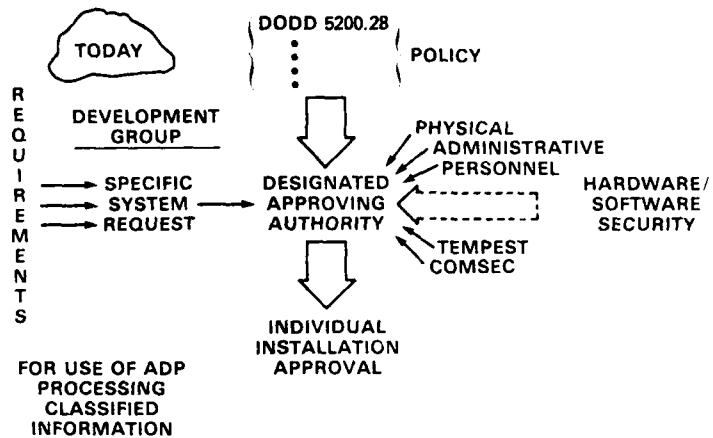 TODAY
DODD 5200.28
POLICY
REQUIREMENTS
DEVELOPMENT
GROUP
SPECIFIC
SYSTEM
REQUEST
DESIGNATED
APPROVING
AUTHORITY
PHYSICAL
ADMINISTRATIVE
PERSONNEL
TEMPEST
COMSEC
HARDWARE/
SOFTWARE
SECURITY
INDIVIDUAL
INSTALLATION
APPROVAL
FOR USE OF ADP
PROCESSING
CLASSIFIED
INFORMATION